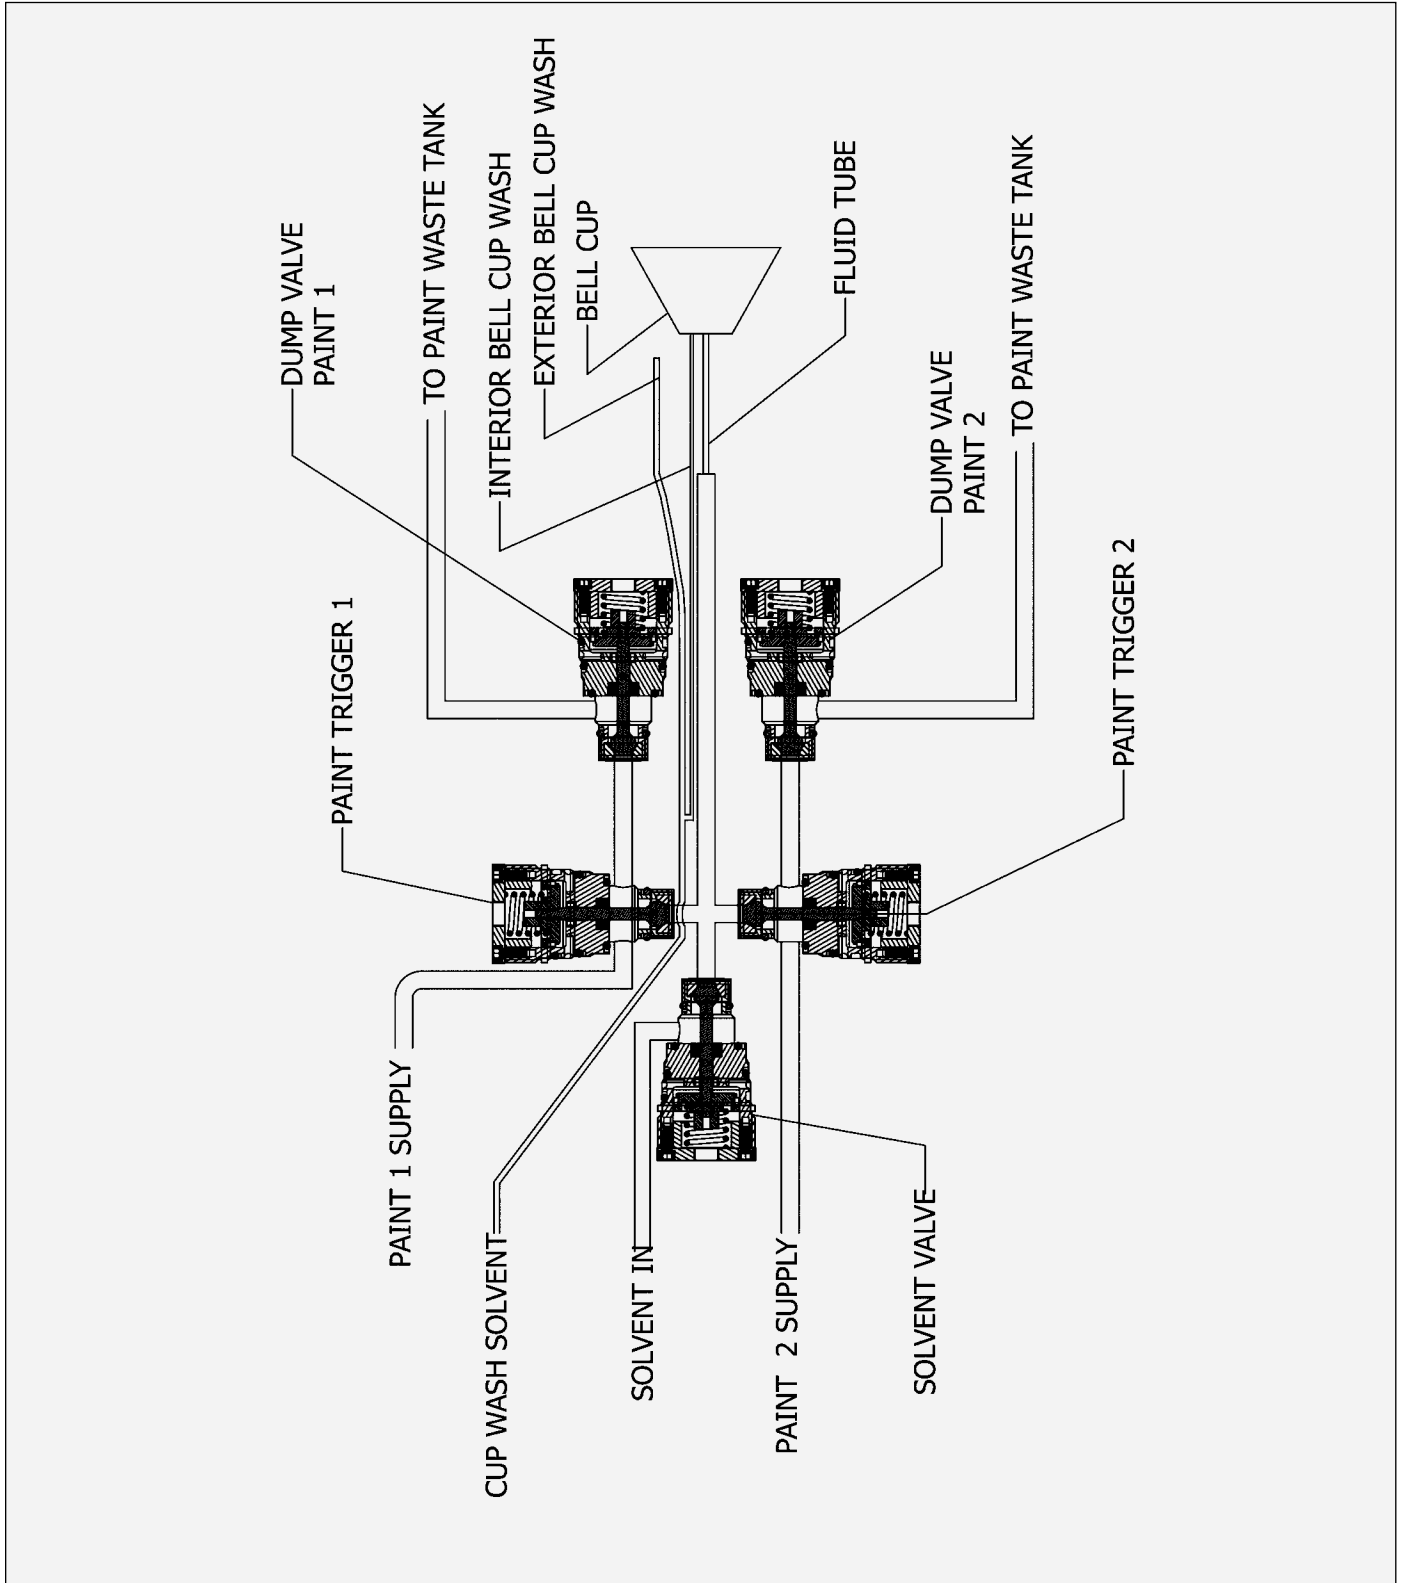 DUMP VALVE
PAINT 1
TO PAINT WASTE TANK
INTERIOR BELL CUP WASH
EXTERIOR BELL CUP WASH
BELL CUP
FLUID TUBE
TO PAINT WASTE TANK
DUMP VALVE
PAINT 2
PAINT TRIGGER 1
PAINT TRIGGER 2
PAINT 1 SUPPLY
CUP WASH SOLVENT
SOLVENT IN
PAINT 2 SUPPLY
SOLVENT VALVE